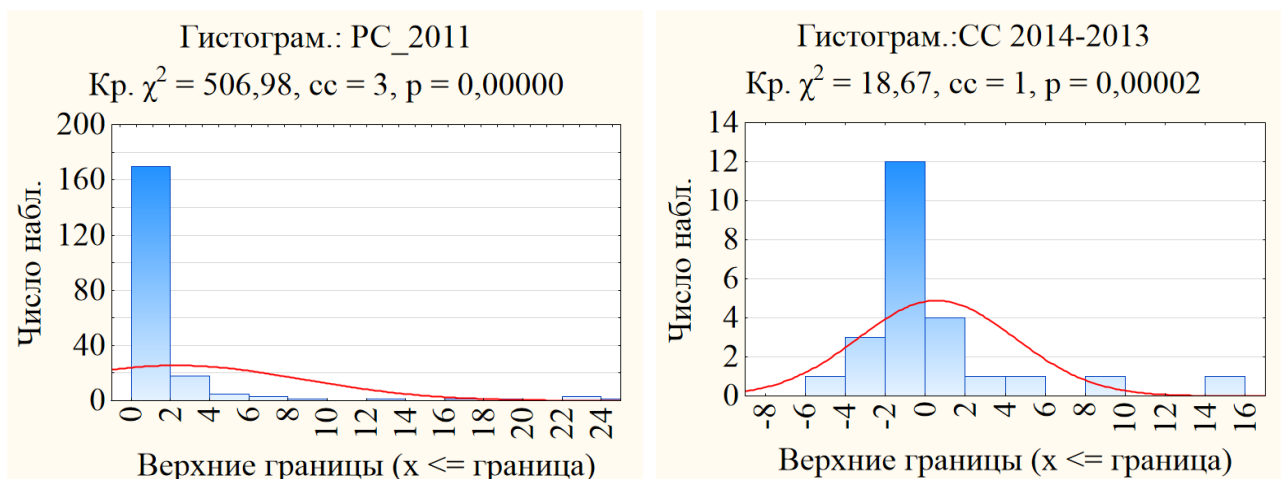 Гистограм.: PC_2011
Кр. χ² = 506,98, cc = 3, p = 0,00000
200
160
120
80
40
0
Число набл.
0 2 4 6 8 10 12 14 16 18 20 22 24
Верхние границы (x <= граница)
Гистограм.:CC 2014-2013
Кр. χ² = 18,67, cc = 1, p = 0,00002
14
12
10
8
6
4
2
0
Число набл.
-8 -6 -4 -2 0 2 4 6 8 10 12 14 16
Верхние границы (x <= граница)